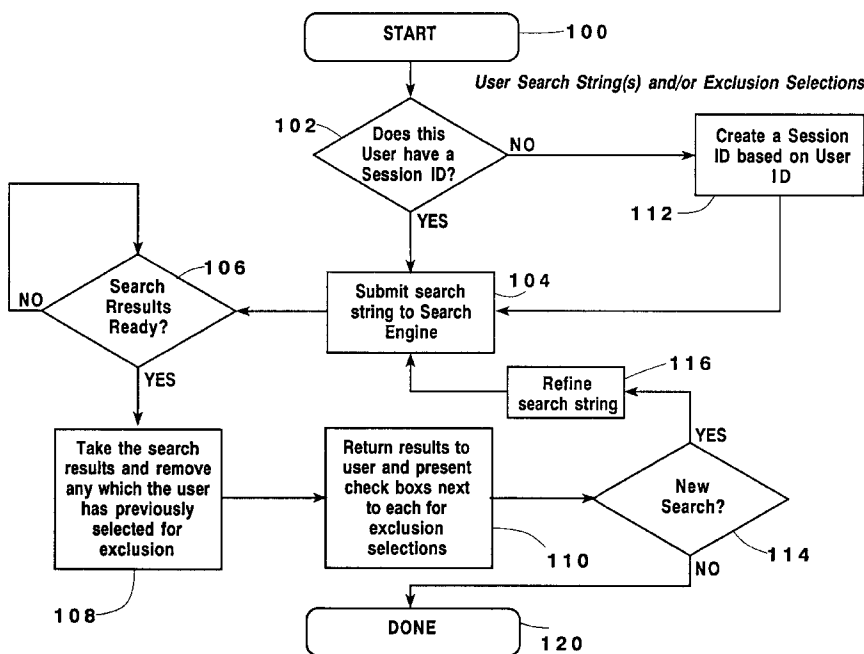 START
100
User Search String(s) and/or Exclusion Selections
102
Does this
User have a
Session ID?
NO
YES
Create a Session
ID based on User
ID
112
106
Search
Rresults
Ready?
NO
YES
104
Submit search
string to Search
Engine
116
Refine
search string
YES
Take the search
results and remove
any which the user
has previously
selected for
exclusion
108
Return results to
user and present
check boxs next
to each for
exclusion
selections
110
New
Search?
114
NO
DONE
120